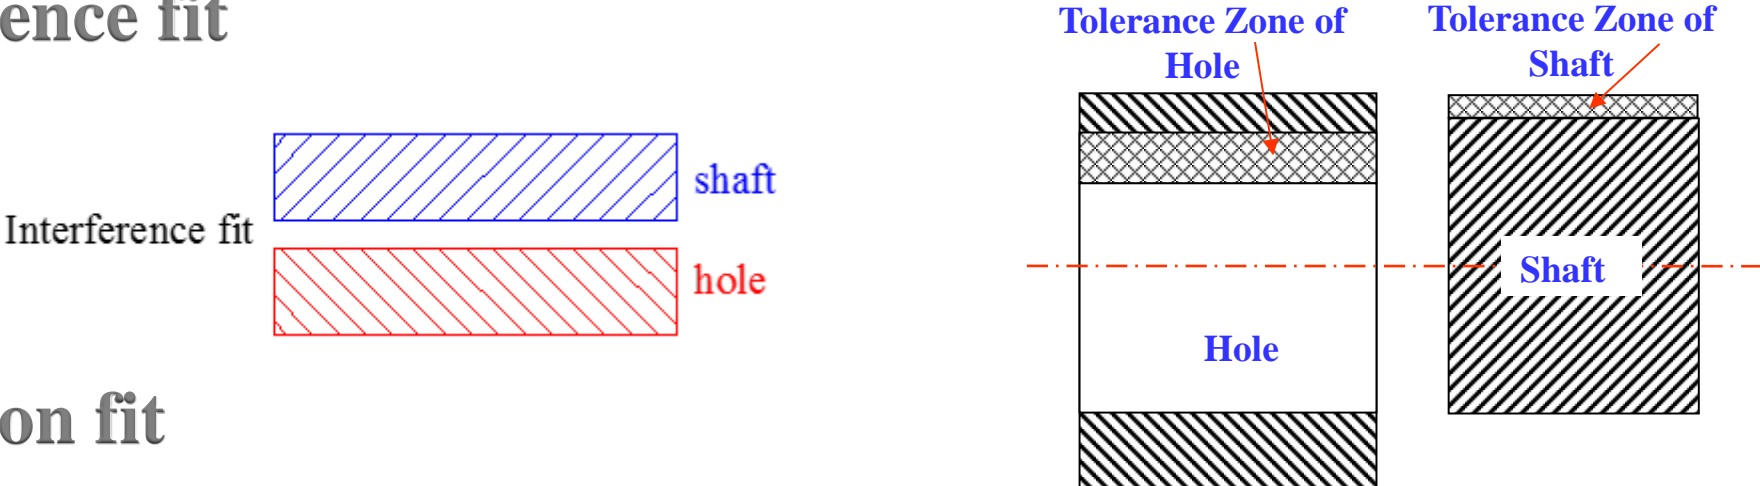 ence fit
Interference fit
shaft
hole
on fit
Tolerance Zone of
Hole
Tolerance Zone of
Shaft
Hole
Shaft